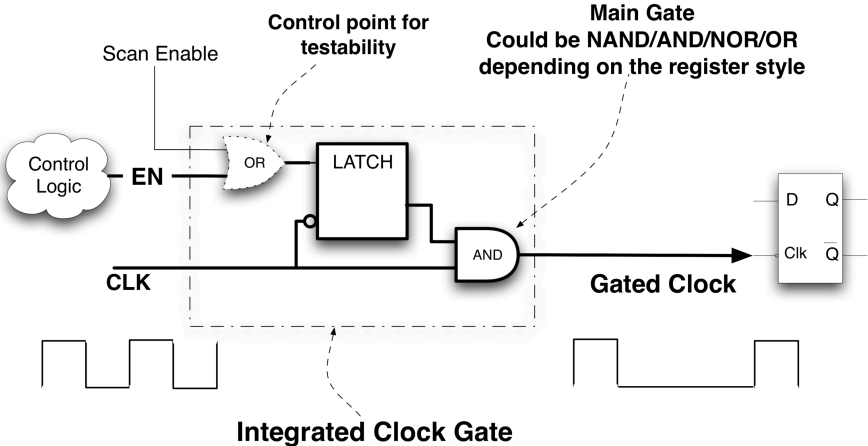 Main Gate
Could be NAND/AND/NOR/OR
depending on the register style
Control point for
testability
Scan Enable
Control
Logic
EN
OR
LATCH
AND
CLK
Gated Clock
D Q
Clk Q̅
Integrated Clock Gate